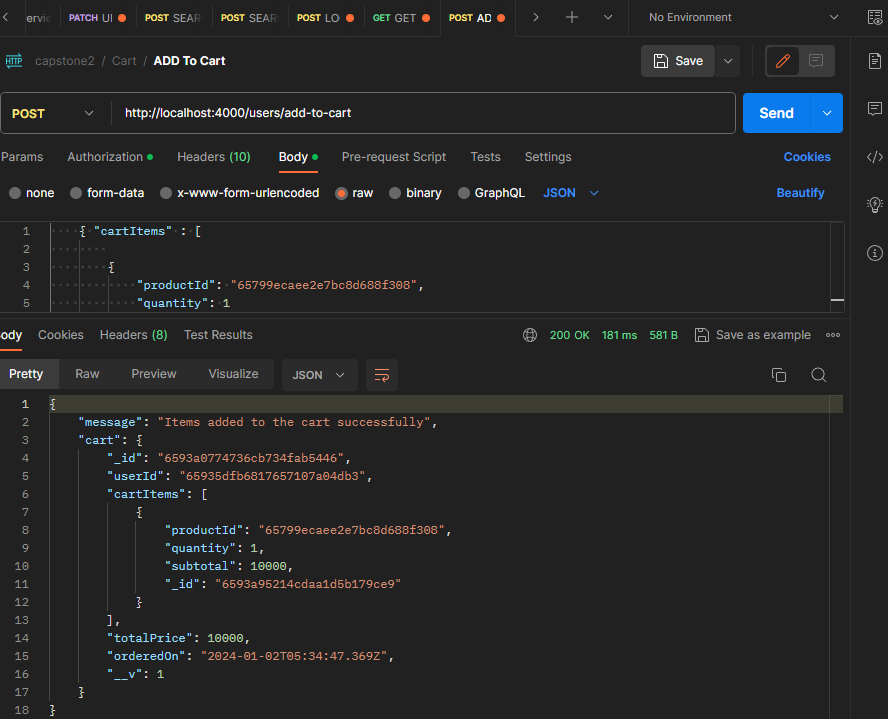 PATCH UI
POST SEAR
POST SEAR
POST LO
GET GET
POST AD
No Environment
HTTP capstone2 / Cart / ADD To Cart
Save
POST http://localhost:4000/users/add-to-cart
Send
Params Authorization Headers (10) Body Pre-request Script Tests Settings Cookies
none form-data x-www-form-urlencoded raw binary GraphQL JSON Beautify
1 { "cartItems" : [
2
3 {
4 "productId": "65799ecaee2e7bc8d688f308",
5 "quantity": 1
ody Cookies Headers (8) Test Results 200 OK 181 ms 581 B Save as example
Pretty Raw Preview Visualize JSON
1 {
2 "message": "Items added to the cart successfully",
3 "cart": {
4 "_id": "6593a0774736cb734fab5446",
5 "userId": "65935dfb6817657107a04db3",
6 "cartItems": [
7 {
8 "productId": "65799ecaee2e7bc8d688f308",
9 "quantity": 1,
10 "subtotal": 10000,
11 "_id": "6593a95214cdaa1d5b179ce9"
12 }
13 ],
14 "totalPrice": 10000,
15 "orderedOn": "2024-01-02T05:34:47.369Z",
16 "__v": 1
17 }
18 }